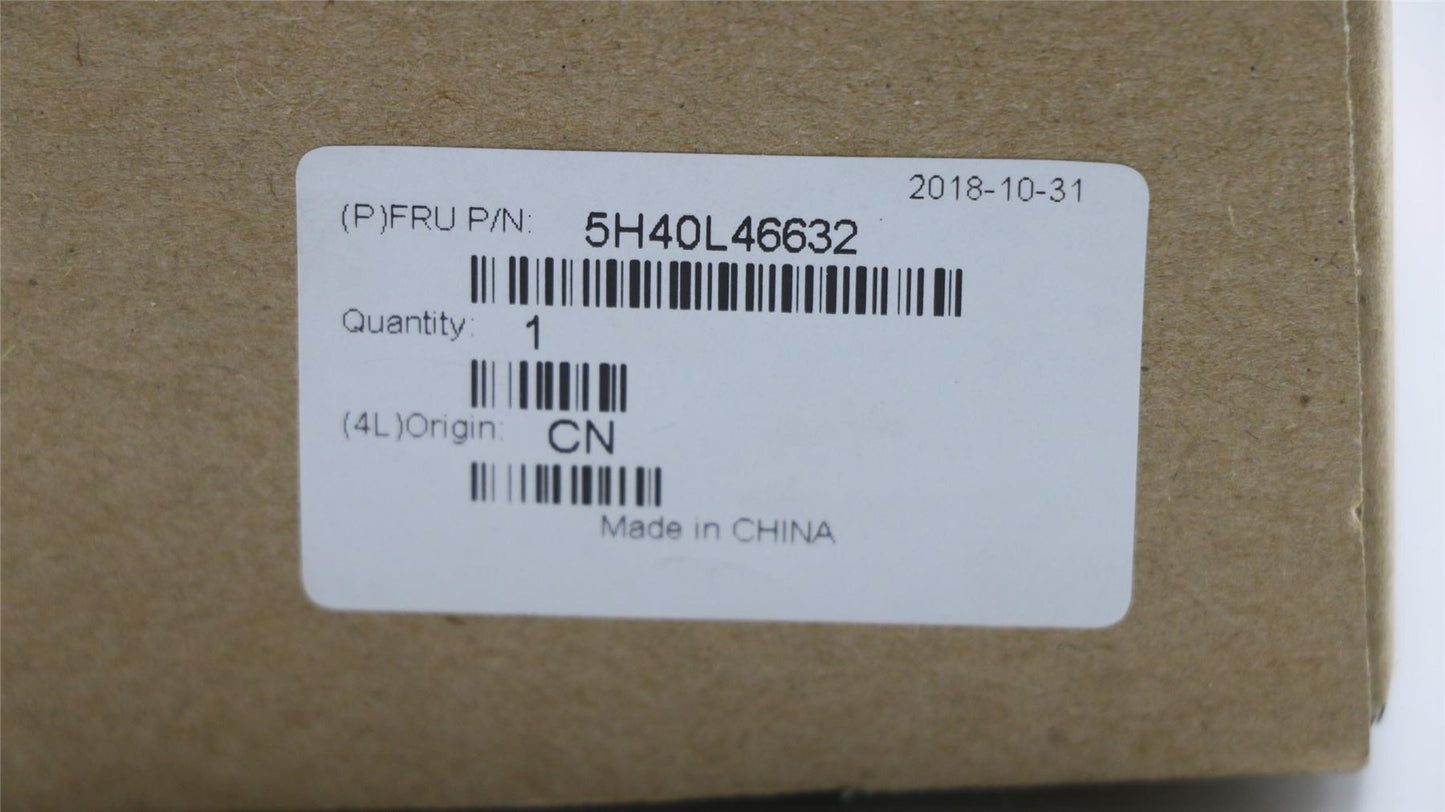 2018-10-31
(P)FRU P/N: 5H40L46632
Quantity: 1
(4L)Origin: CN
Made in CHINA